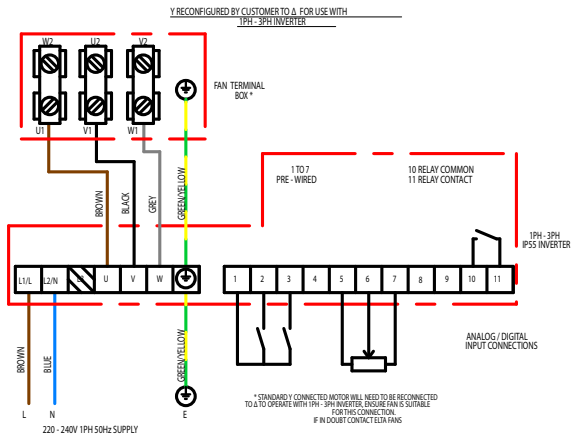 Y RECONFIGURED BY CUSTOMER TO Δ FOR USE WITH
1PH - 3PH INVERTER
W2 U2 V2
FAN TERMINAL
BOX *
U1 V1 W1
1 TO 7
PRE - WIRED
10 RELAY COMMON
11 RELAY CONTACT
BROWN
BLACK
GREY
GREEN/YELLOW
1PH - 3PH
IP55 INVERTER
L1/L L2/N L3 U V W
1 2 3 4 5 6 7 8 9 10 11
ANALOG / DIGITAL
INPUT CONNECTIONS
BROWN
BLUE
GREEN/YELLOW
L N E
220 - 240V 1PH 50Hz SUPPLY
* STANDARD Y CONNECTED MOTOR WILL NEED TO BE RECONNECTED
TO Δ TO OPERATE WITH 1PH - 3PH INVERTER, ENSURE FAN IS SUITABLE
FOR THIS CONNECTION.
IF IN DOUBT CONTACT ELTA FANS